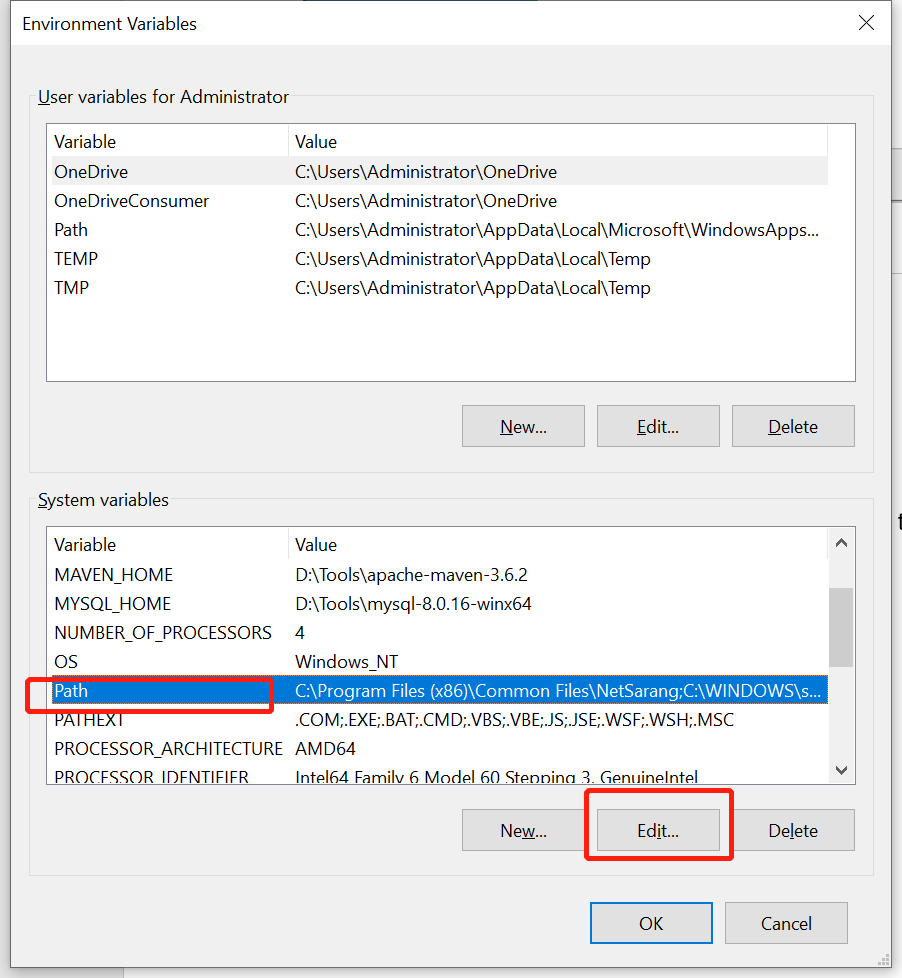 Environment Variables
User variables for Administrator
Variable Value
OneDrive C:\Users\Administrator\OneDrive
OneDriveConsumer C:\Users\Administrator\OneDrive
Path C:\Users\Administrator\AppData\Local\Microsoft\WindowsApps...
TEMP C:\Users\Administrator\AppData\Local\Temp
TMP C:\Users\Administrator\AppData\Local\Temp
New... Edit... Delete
System variables
Variable Value
MAVEN_HOME D:\Tools\apache-maven-3.6.2
MYSQL_HOME D:\Tools\mysql-8.0.16-winx64
NUMBER_OF_PROCESSORS 4
OS Windows_NT
Path C:\Program Files (x86)\Common Files\NetSarang;C:\WINDOWS\s...
PATHEXT .COM;.EXE;.BAT;.CMD;.VBS;.VBE;.JS;.JSE;.WSF;.WSH;.MSC
PROCESSOR_ARCHITECTURE AMD64
PROCESSOR_IDENTIFIER Intel64 Family 6 Model 60 Stepping 3, GenuineIntel
New... Edit... Delete
OK Cancel